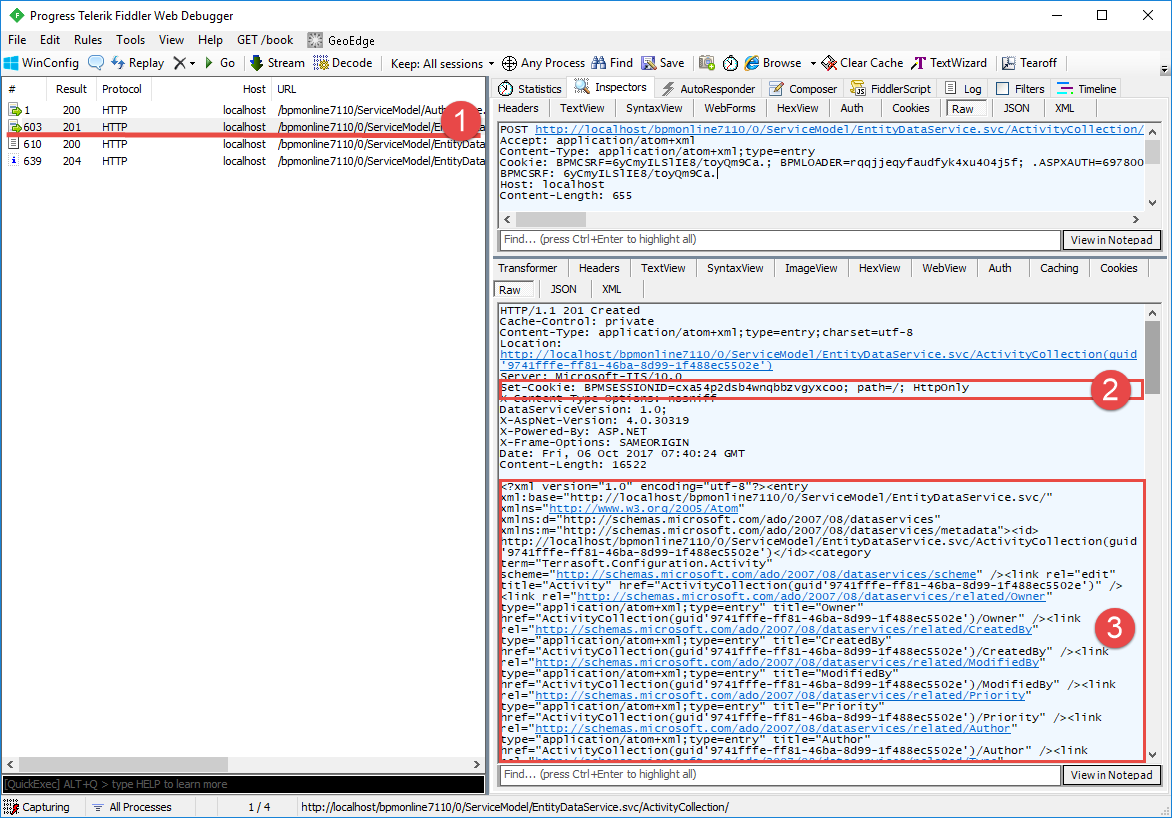 Progress Telerik Fiddler Web Debugger
File Edit Rules Tools View Help GET /book GeoEdge
WinConfig Replay Go Stream Decode Keep: All sessions Any Process Find Save Browse Clear Cache TextWizard Tearoff
# Result Protocol Host URL
1 200 HTTP localhost /bpmonline7110/ServiceModel/Au
603 201 HTTP localhost /bpmonline7110/0/ServiceModel/
610 200 HTTP localhost /bpmonline7110/0/ServiceModel/EntityData
639 204 HTTP localhost /bpmonline7110/0/ServiceModel/EntityData
1
Statistics Inspectors AutoResponder Composer FiddlerScript Log Filters Timeline
Headers TextView SyntaxView WebForms HexView Auth Cookies Raw JSON XML
POST http://localhost/bpmonline7110/0/ServiceModel/EntityDataService.svc/ActivityCollection/
Accept: application/atom+xml
Content-Type: application/atom+xml;type=entry
Cookie: BPMCSRF=6yCmyILSlIE8/toyQm9Ca.; BPMLOADER=rqqjjeqyfaudfyk4xu404j5f; .ASPXAUTH=697800
BPMCSRF: 6yCmyILSlIE8/toyQm9Ca.
Host: localhost
Content-Length: 655
Find... (press Ctrl+Enter to highlight all) View in Notepad
Transformer Headers TextView SyntaxView ImageView HexView WebView Auth Caching Cookies
Raw JSON XML
HTTP/1.1 201 Created
Cache-Control: private
Content-Type: application/atom+xml;type=entry;charset=utf-8
Location:
http://localhost/bpmonline7110/0/ServiceModel/EntityDataService.svc/ActivityCollection(guid
'9741fffe-ff81-46ba-8d99-1f488ec5502e')
Server: Microsoft-IIS/10.0
Set-Cookie: BPMSESSIONID=cxa54p2dsb4wnqbbzvgyxcoo; path=/; HttpOnly
2
X-Content-Type-Options: nosniff
DataServiceVersion: 1.0;
X-AspNet-Version: 4.0.30319
X-Powered-By: ASP.NET
X-Frame-Options: SAMEORIGIN
Date: Fri, 06 Oct 2017 07:40:24 GMT
Content-Length: 16522
<?xml version="1.0" encoding="utf-8"?><entry
xml:base="http://localhost/bpmonline7110/0/ServiceModel/EntityDataService.svc/"
xmlns="http://www.w3.org/2005/Atom"
xmlns:d="http://schemas.microsoft.com/ado/2007/08/dataservices"
xmlns:m="http://schemas.microsoft.com/ado/2007/08/dataservices/metadata"><id>
http://localhost/bpmonline7110/0/ServiceModel/EntityDataService.svc/ActivityCollection(guid
'9741fffe-ff81-46ba-8d99-1f488ec5502e')</id><category
term="Terrasoft.Configuration.Activity"
scheme="http://schemas.microsoft.com/ado/2007/08/dataservices/scheme" /><link rel="edit"
title="Activity" href="ActivityCollection(guid'9741fffe-ff81-46ba-8d99-1f488ec5502e')" />
<link rel="http://schemas.microsoft.com/ado/2007/08/dataservices/related/Owner"
type="application/atom+xml;type=entry" title="Owner"
href="ActivityCollection(guid'9741fffe-ff81-46ba-8d99-1f488ec5502e')/Owner" /><link
rel="http://schemas.microsoft.com/ado/2007/08/dataservices/related/CreatedBy"
3
type="application/atom+xml;type=entry" title="CreatedBy"
href="ActivityCollection(guid'9741fffe-ff81-46ba-8d99-1f488ec5502e')/CreatedBy" /><link
rel="http://schemas.microsoft.com/ado/2007/08/dataservices/related/ModifiedBy"
type="application/atom+xml;type=entry" title="ModifiedBy"
href="ActivityCollection(guid'9741fffe-ff81-46ba-8d99-1f488ec5502e')/ModifiedBy" /><link
rel="http://schemas.microsoft.com/ado/2007/08/dataservices/related/Priority"
type="application/atom+xml;type=entry" title="Priority"
href="ActivityCollection(guid'9741fffe-ff81-46ba-8d99-1f488ec5502e')/Priority" /><link
rel="http://schemas.microsoft.com/ado/2007/08/dataservices/related/Author"
type="application/atom+xml;type=entry" title="Author"
href="ActivityCollection(guid'9741fffe-ff81-46ba-8d99-1f488ec5502e')/Author" /><link
Find... (press Ctrl+Enter to highlight all) View in Notepad
[QuickExec] ALT+Q > type HELP to learn more
Capturing All Processes 1 / 4 http://localhost/bpmonline7110/0/ServiceModel/EntityDataService.svc/ActivityCollection/